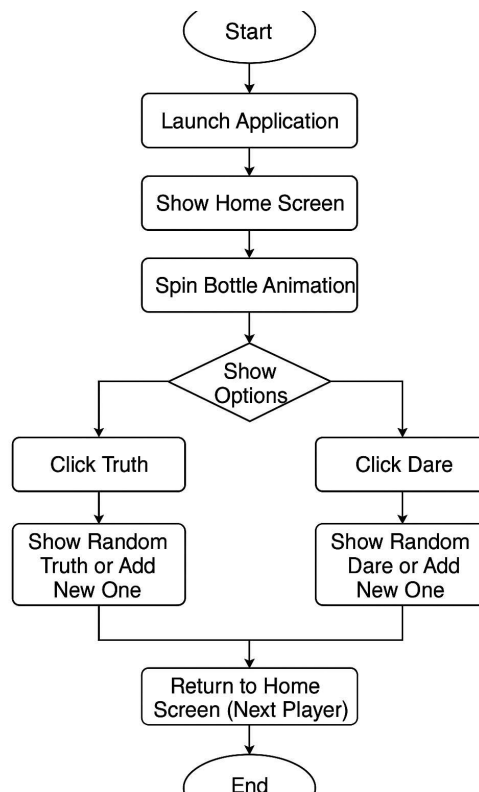 Start
Launch Application
Show Home Screen
Spin Bottle Animation
Show
Options
Click Truth
Click Dare
Show Random
Truth or Add
New One
Show Random
Dare or Add
New One
Return to Home
Screen (Next Player)
End